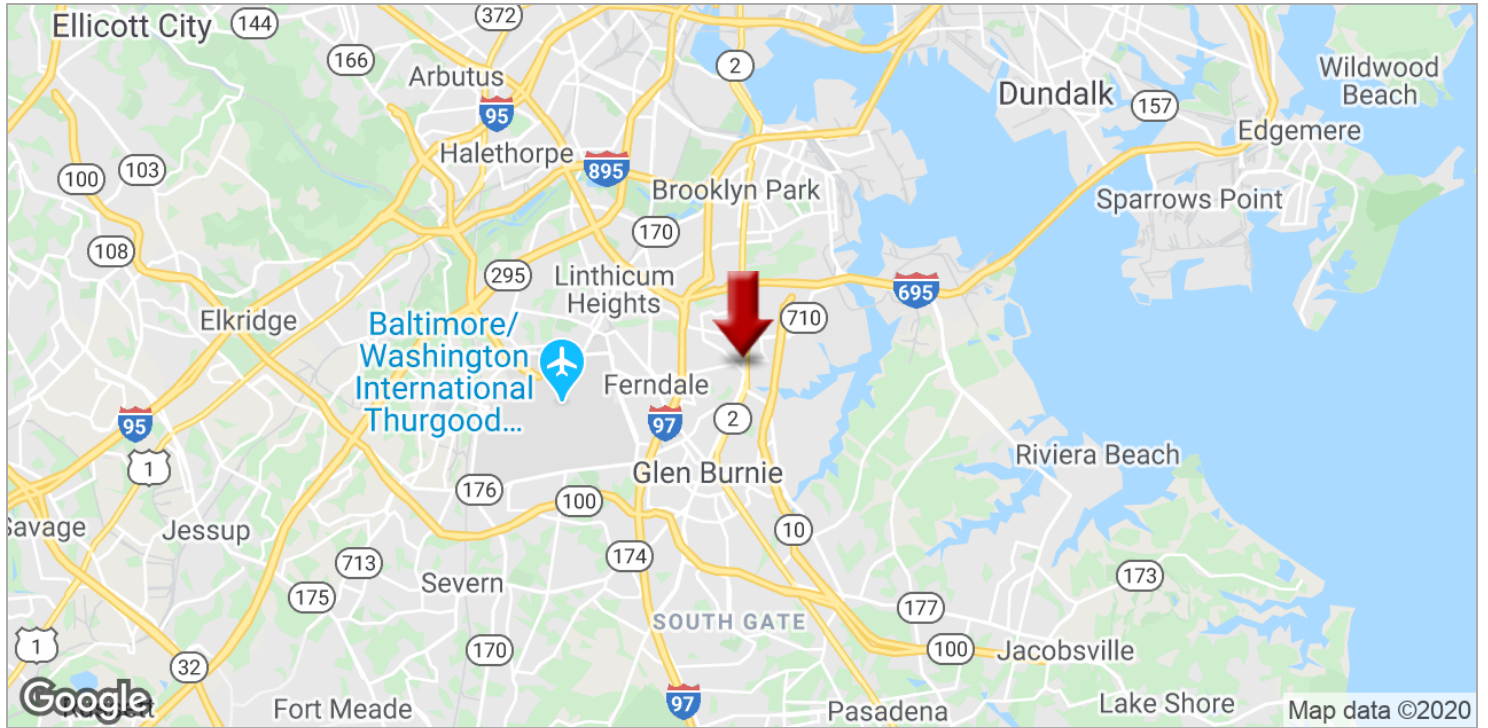 Ellicott City
144
372
166
Arbutus
2
Wildwood
Beach
Dundalk
157
95
Edgemere
Halethorpe
895
100
103
Brooklyn Park
Sparrows Point
170
108
295
Linthicum
Heights
695
710
Elkridge
Baltimore/
Washington
International
Thurgood...
Ferndale
95
97
2
1
Glen Burnie
Riviera Beach
176
100
Savage
Jessup
10
174
713
Severn
173
175
177
SOUTH GATE
1
170
100
Jacobsville
32
Google
Fort Meade
97
Pasadena
Lake Shore
Map data ©2020